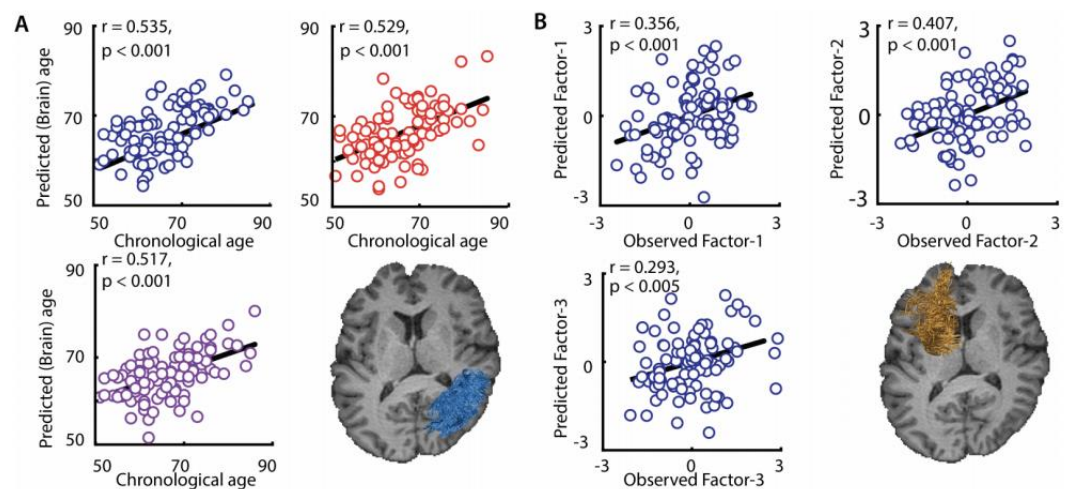 A
90
r = 0.535,
p < 0.001
Predicted (Brain) age
70
50
50 70 90
Chronological age
90
r = 0.529,
p < 0.001
70
50
50 70 90
Chronological age
90
r = 0.517,
p < 0.001
Predicted (Brain) age
70
50
50 70 90
Chronological age
B
3
r = 0.356,
p < 0.001
Predicted Factor-1
0
-3
-3 0 3
Observed Factor-1
3
r = 0.407,
p < 0.001
Predicted Factor-2
0
-3
-3 0 3
Observed Factor-2
3
r = 0.293,
p < 0.005
Predicted Factor-3
0
-3
-3 0 3
Observed Factor-3